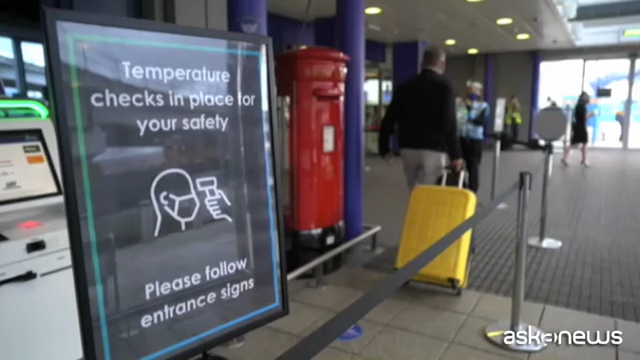 Temperature
checks in place for
your safety
Please follow
entrance signs
askanews